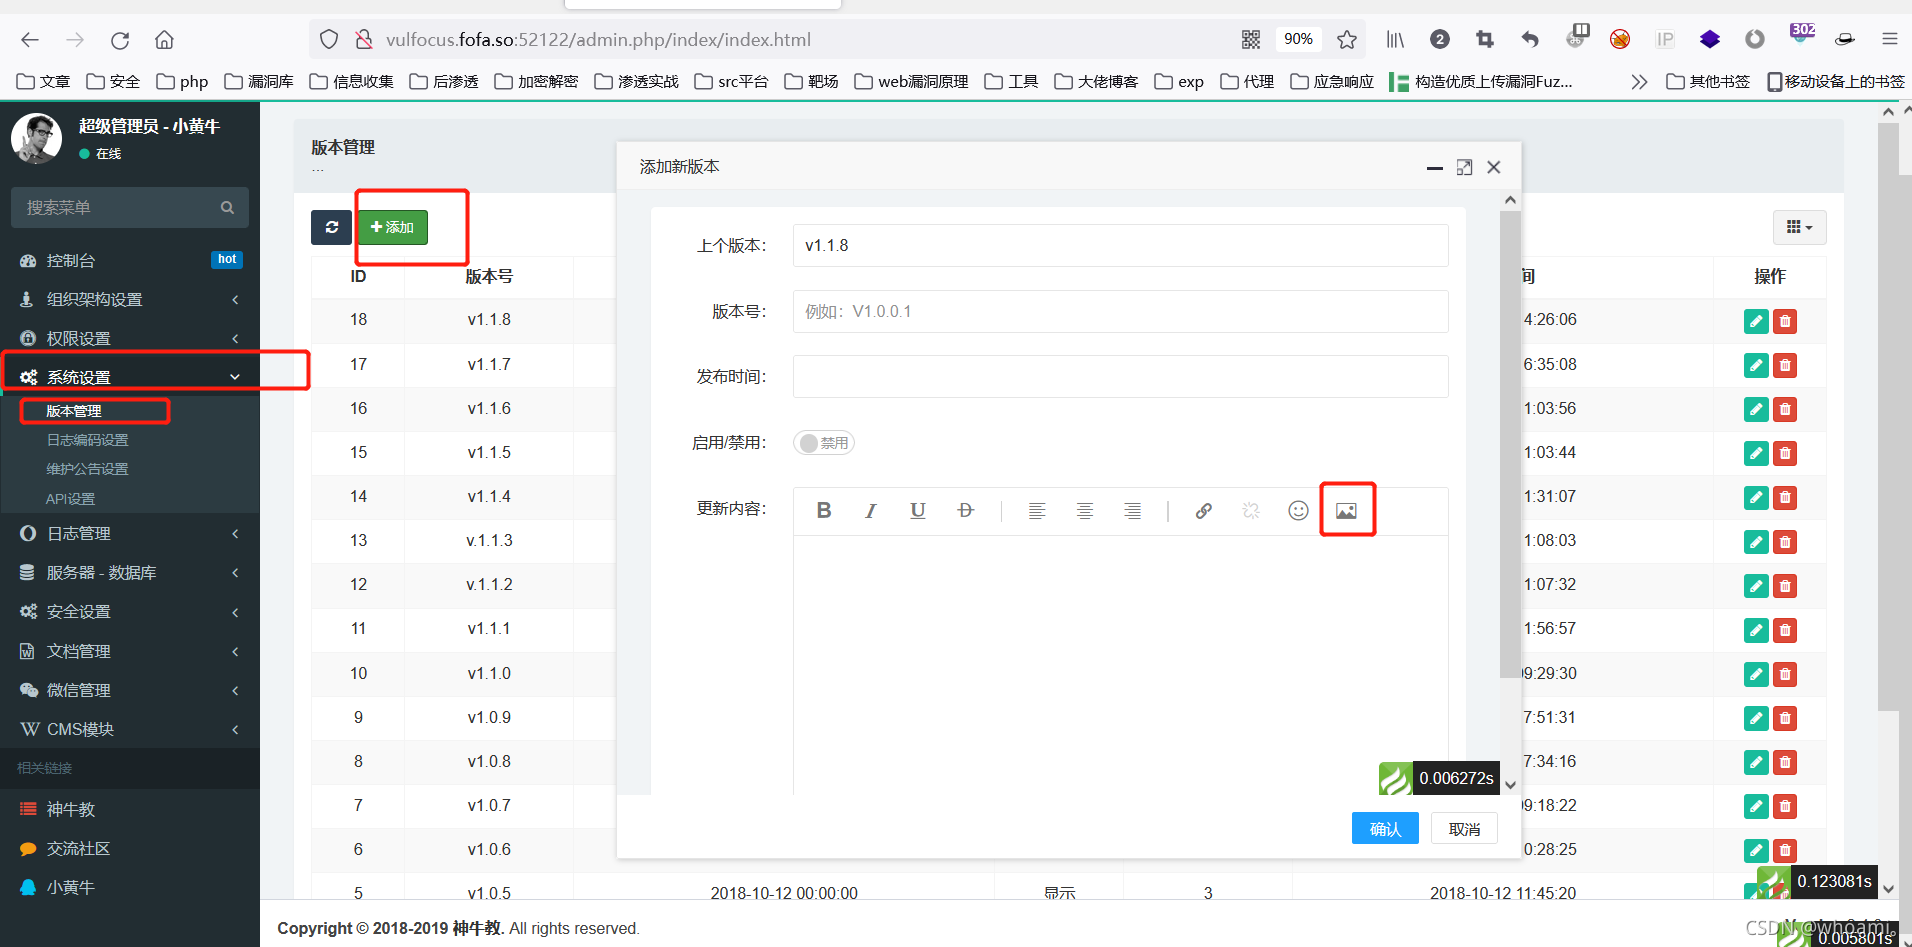 vulfocus.fofa.so:52122/admin.php/index/index.html
90%
2
IP
302
文章
安全
php
漏洞库
信息收集
后渗透
加密解密
渗透实战
src平台
靶场
web漏洞原理
工具
大佬博客
exp
代理
应急响应
构造优质上传漏洞Fuz...
其他书签
移动设备上的书签
超级管理员 - 小黄牛
在线
搜索菜单
控制台 hot
组织架构设置
权限设置
系统设置
版本管理
日志编码设置
维护公告设置
API设置
日志管理
服务器 - 数据库
安全设置
文档管理
微信管理
CMS模块
相关链接
神牛教
交流社区
小黄牛
版本管理
...
添加
ID 版本号 间 操作
18 v1.1.8 4:26:06
17 v1.1.7 6:35:08
16 v1.1.6 1:03:56
15 v1.1.5 1:03:44
14 v1.1.4 1:31:07
13 v.1.1.3 1:08:03
12 v.1.1.2 1:07:32
11 v1.1.1 1:56:57
10 v1.1.0 9:29:30
9 v1.0.9 7:51:31
8 v1.0.8 7:34:16
7 v1.0.7 9:18:22
6 v1.0.6 0:28:25
5 v1.0.5 2018-10-12 00:00:00 显示 3 2018-10-12 11:45:20
添加新版本
上个版本: v1.1.8
版本号: 例如: V1.0.0.1
发布时间:
启用/禁用: 禁用
更新内容:
B I U
0.006272s
确认 取消
0.123081s
Copyright © 2018-2019 神牛教. All rights reserved.
CSDN @whoami。
0.005801s